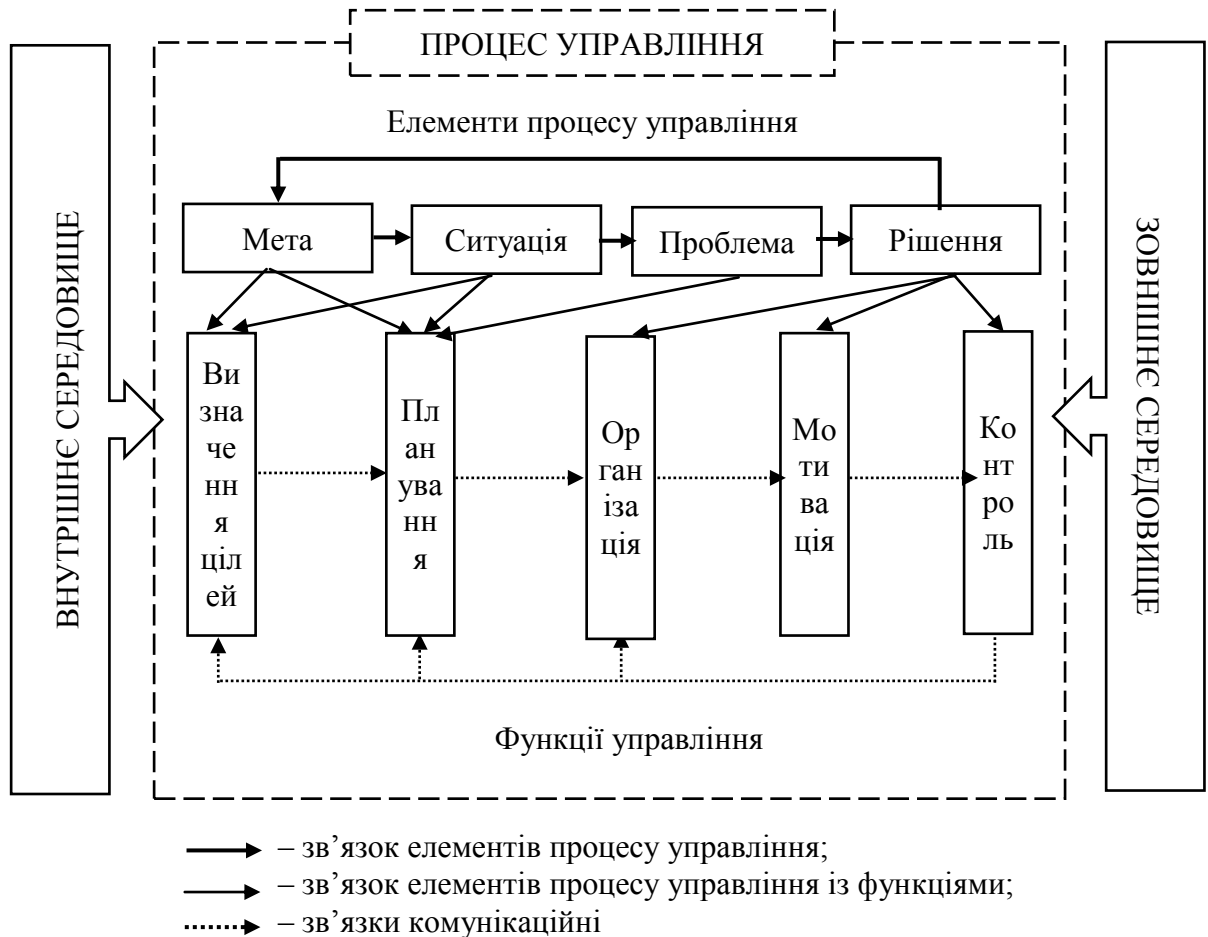 ПРОЦЕС УПРАВЛІННЯ
Елементи процесу управління
ВНУТРІШНЄ СЕРЕДОВИЩЕ
Мета
Ситуація
Проблема
Рішення
ЗОВНІШНЄ СЕРЕДОВИЩЕ
Ви
зна
че
нн
я
ціл
ей
Пл
ан
ува
нн
я
Ор
ган
іза
ція
Мо
ти
ва
ція
Ко
нт
ро
ль
Функції управління
– зв’язок елементів процесу управління;
– зв’язок елементів процесу управління із функціями;
– зв’язки комунікаційні